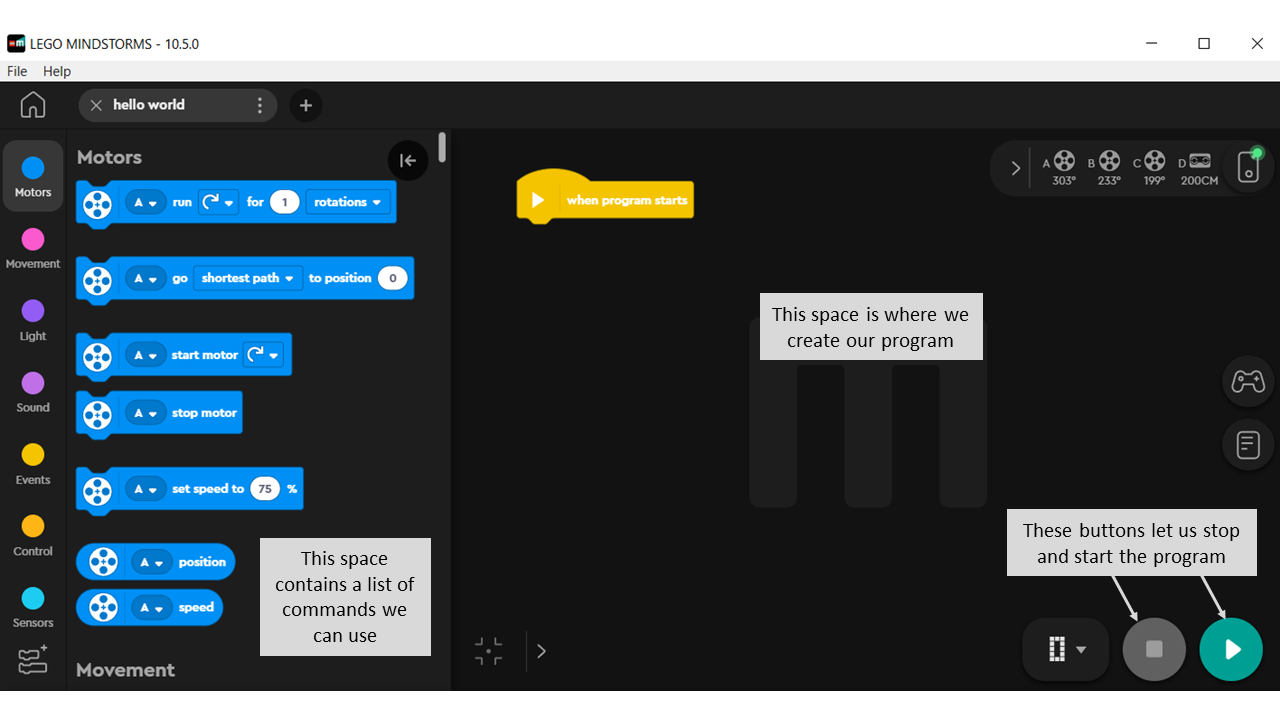 LEGO MINDSTORMS - 10.5.0
File Help
hello world
Motors
Movement
Light
Sound
Events
Control
Sensors
Motors
A run for 1 rotations
A go shortest path to position 0
A start motor
A stop motor
A set speed to 75 %
A position
A speed
Movement
This space
contains a list of
commands we
can use
when program starts
A B C D
303° 233° 199° 200CM
This space is where we
create our program
These buttons let us stop
and start the program
0